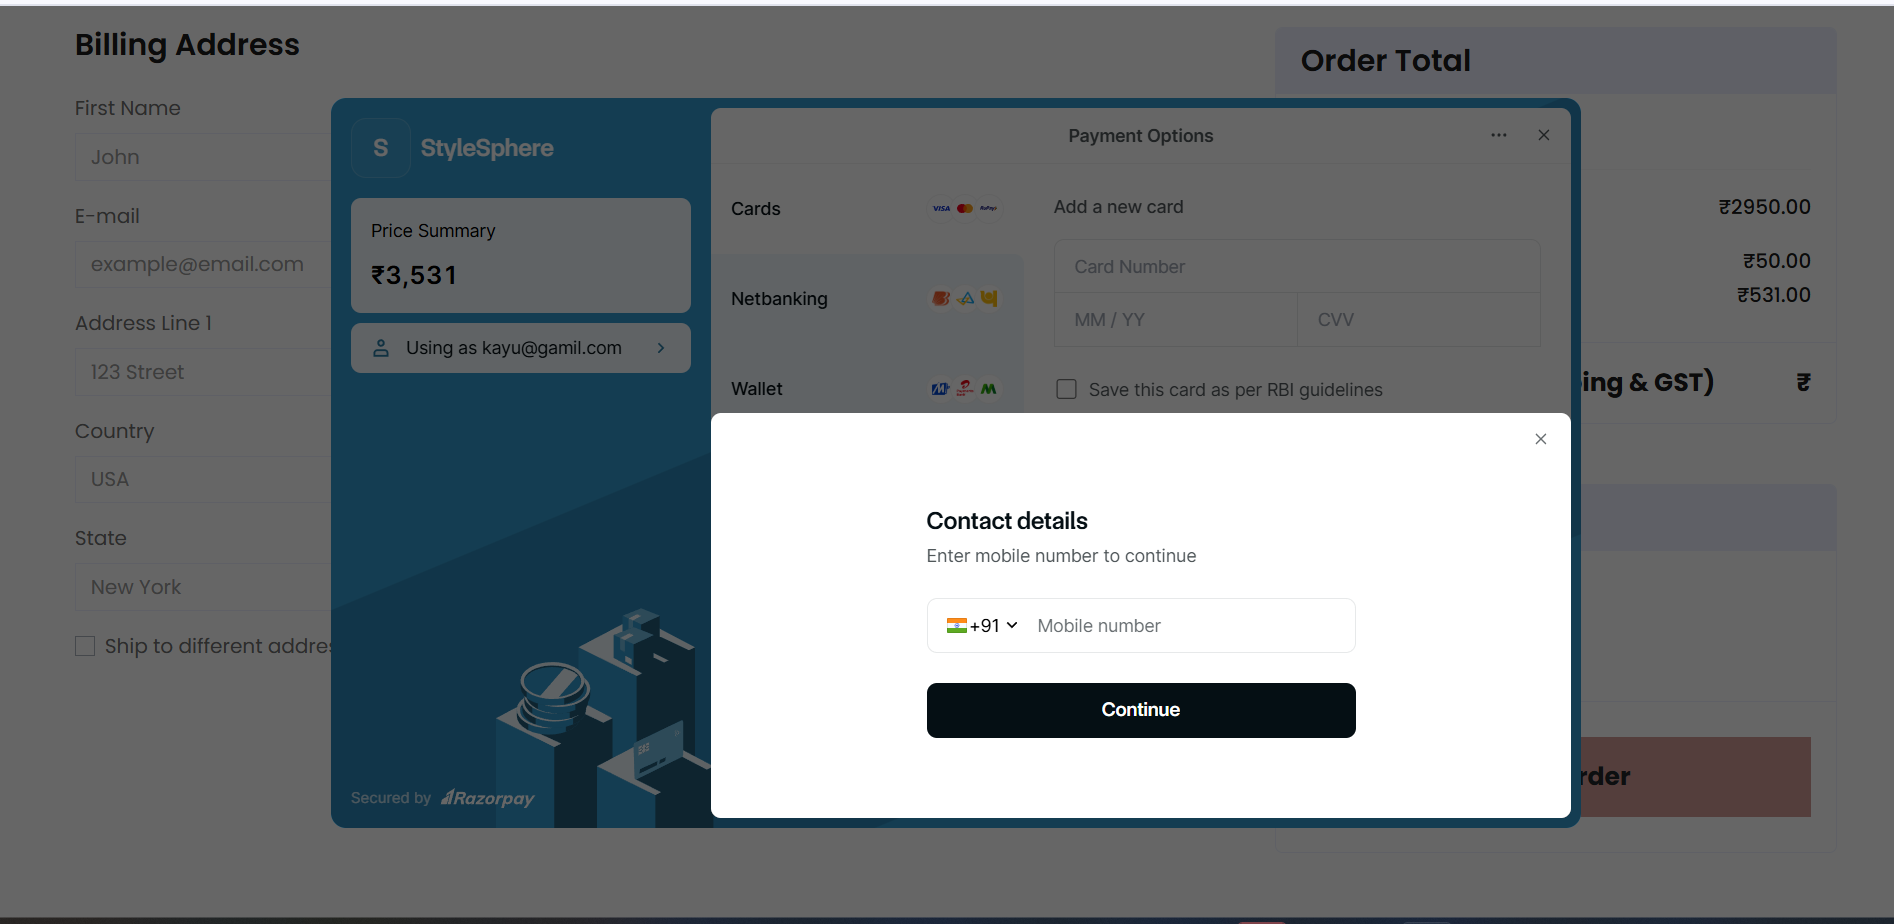 Billing Address
First Name
John
E-mail
example@email.com
Address Line 1
123 Street
Country
USA
State
New York
Ship to different addres
S
StyleSphere
Price Summary
₹3,531
Using as kayu@gamil.com
Secured by Razorpay
Payment Options
Cards
VISA
RuPay
Netbanking
Wallet
Add a new card
Card Number
MM / YY
CVV
Save this card as per RBI guidelines
Contact details
Enter mobile number to continue
+91
Mobile number
Continue
Order Total
₹2950.00
₹50.00
₹531.00
ing & GST)
₹
rder